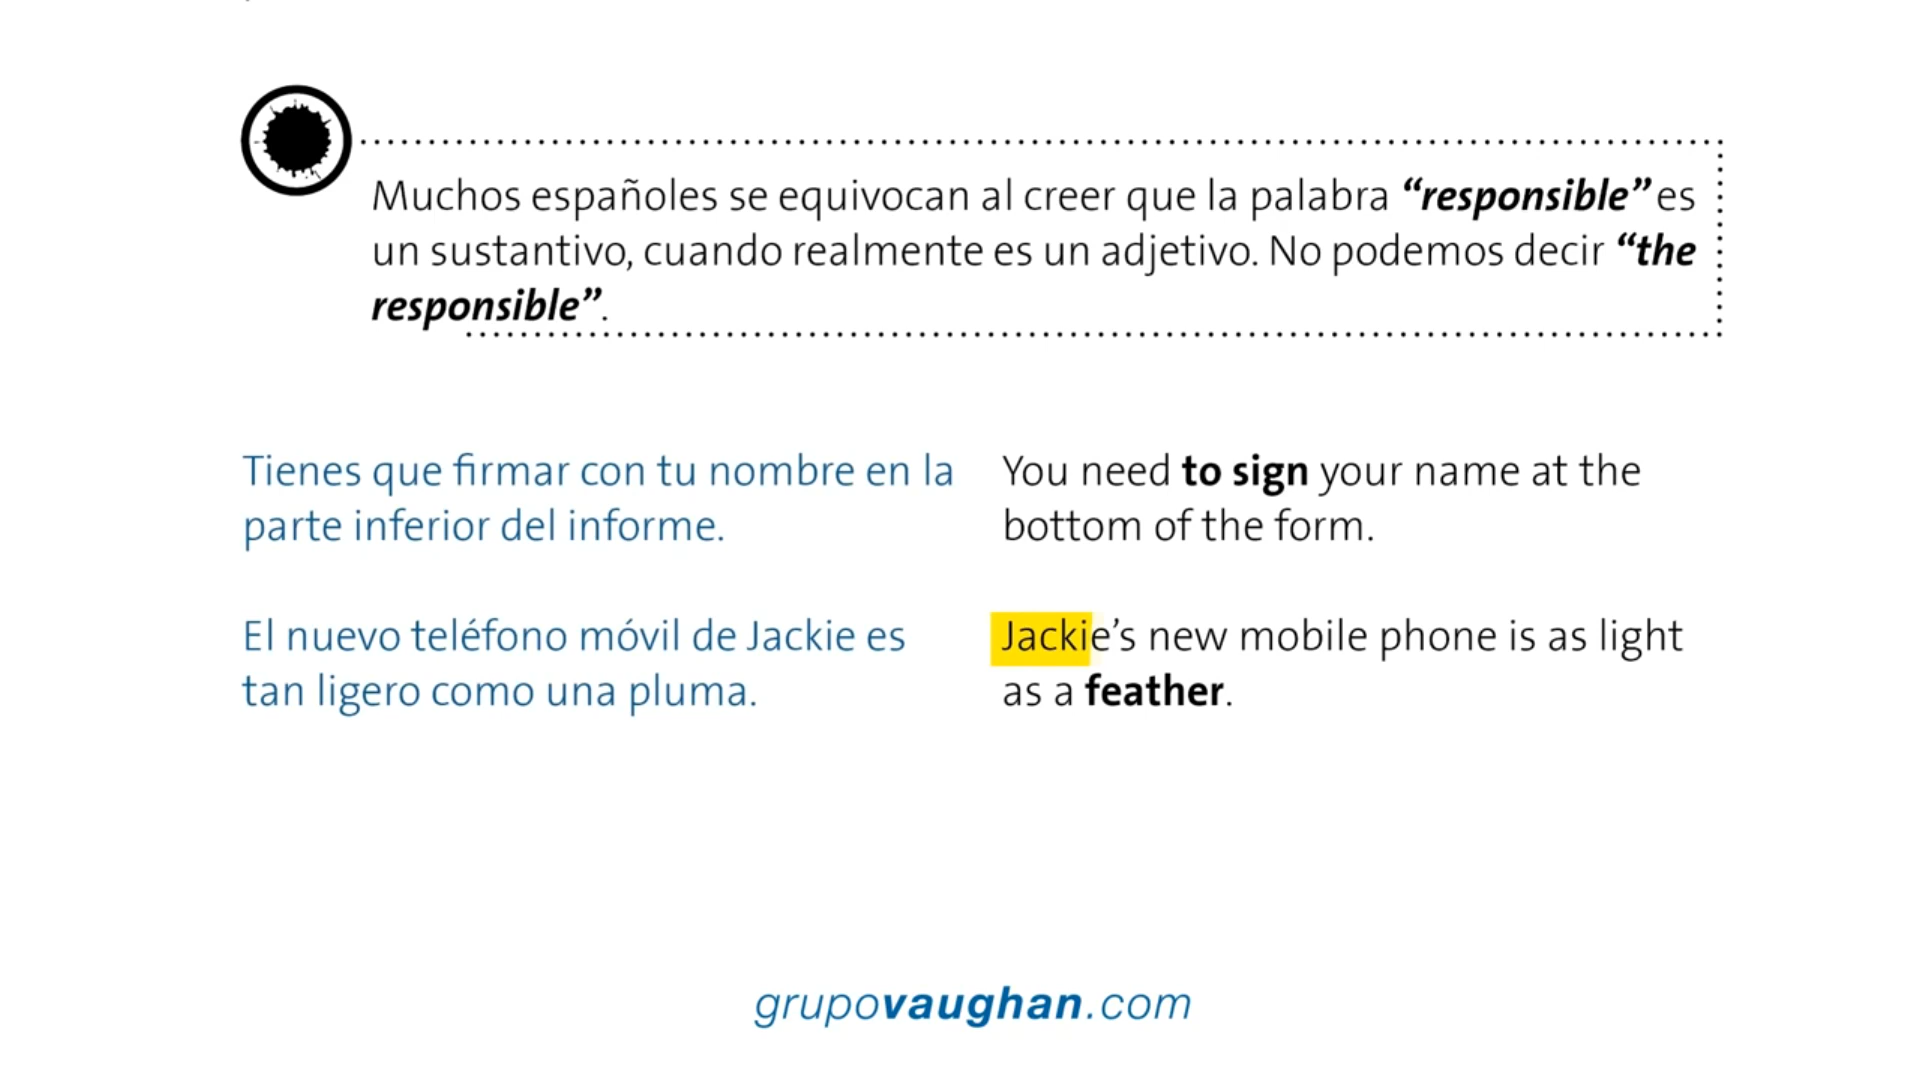 Muchos españoles se equivocan al creer que la palabra “responsible” es
un sustantivo, cuando realmente es un adjetivo. No podemos decir “the
responsible”.
Tienes que firmar con tu nombre en la
parte inferior del informe.
You need to sign your name at the
bottom of the form.
El nuevo teléfono móvil de Jackie es
tan ligero como una pluma.
Jackie’s new mobile phone is as light
as a feather.
grupovaughan.com